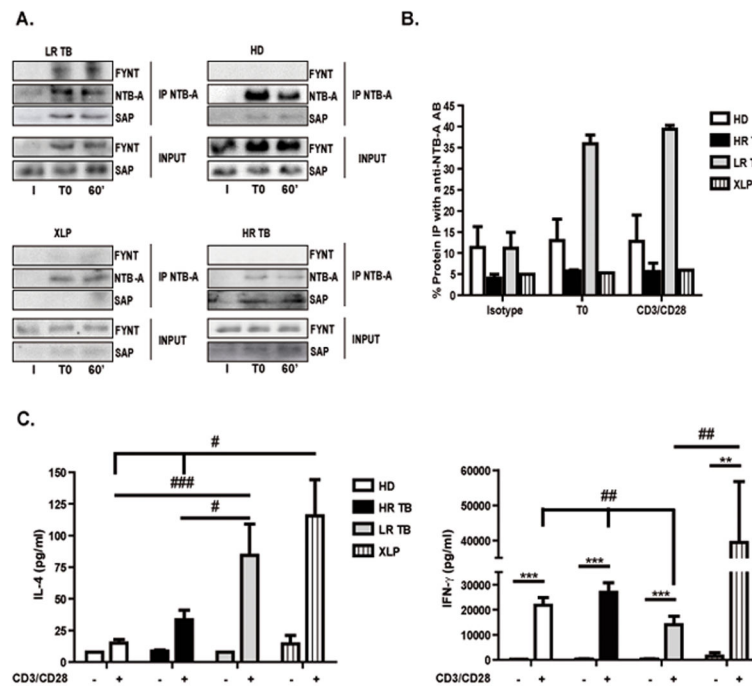 A.
LR TB
FYNT
NTB-A
SAP
IP NTB-A
FYNT
SAP
INPUT
I T0 60'
HD
FYNT
NTB-A
SAP
IP NTB-A
FYNT
SAP
INPUT
I T0 60'
XLP
FYNT
NTB-A
SAP
IP NTB-A
FYNT
SAP
INPUT
I T0 60'
HR TB
FYNT
NTB-A
SAP
IP NTB-A
FYNT
SAP
INPUT
I T0 60'
B.
% Protein IP with anti-NTB-A AB
45
40
35
30
25
20
15
10
5
0
Isotype T0 CD3/CD28
HD
HR T
LR T
XLP
C.
IL-4 (pg/ml)
150
125
100
75
50
25
0
#
###
#
HD
HR TB
LR TB
XLP
CD3/CD28 - + - + - + - +
IFN-γ (pg/ml)
60000
50000
40000
30000
20000
10000
0
##
**
##
***
***
***
CD3/CD28 - + - + - + - +